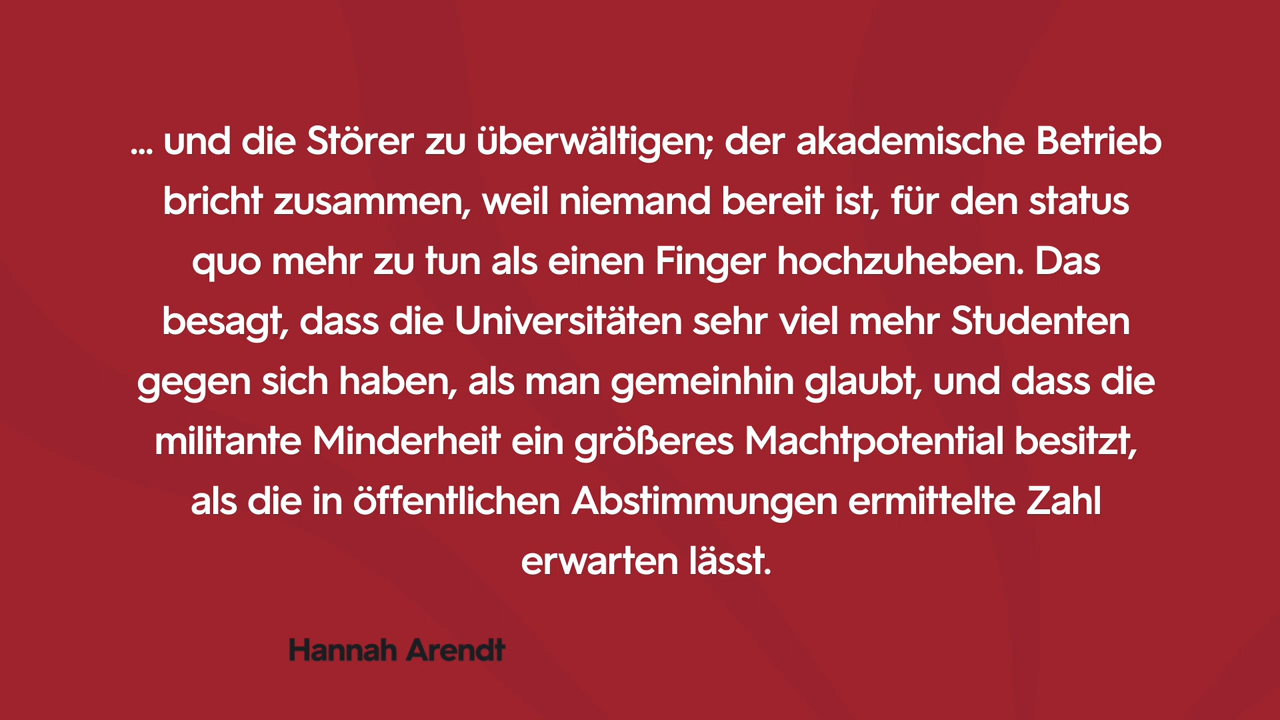 ... und die Störer zu überwältigen; der akademische Betrieb
bricht zusammen, weil niemand bereit ist, für den status
quo mehr zu tun als einen Finger hochzuheben. Das
besagt, dass die Universitäten sehr viel mehr Studenten
gegen sich haben, als man gemeinhin glaubt, und dass die
militante Minderheit ein größeres Machtpotential besitzt,
als die in öffentlichen Abstimmungen ermittelte Zahl
erwarten lässt.
Hannah Arendt